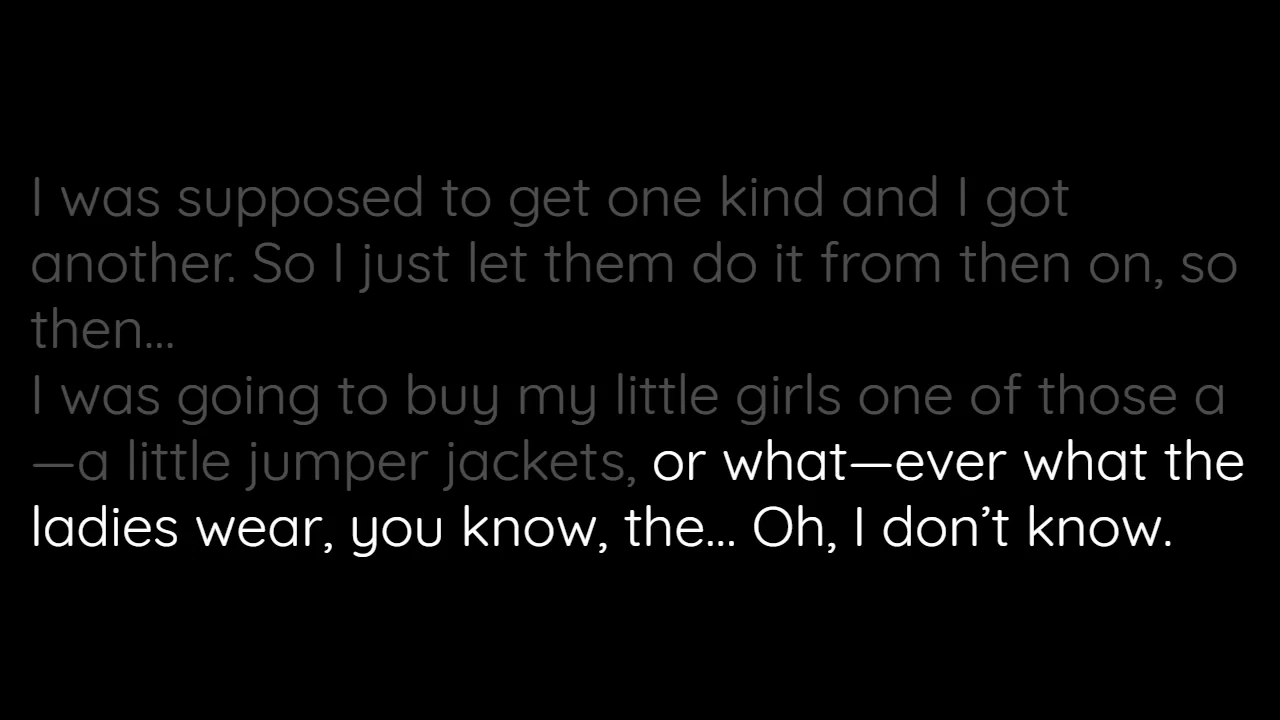 I was supposed to get one kind and I got
another. So I just let them do it from then on, so
then...
I was going to buy my little girls one of those a
—a little jumper jackets, or what—ever what the
ladies wear, you know, the... Oh, I don’t know.